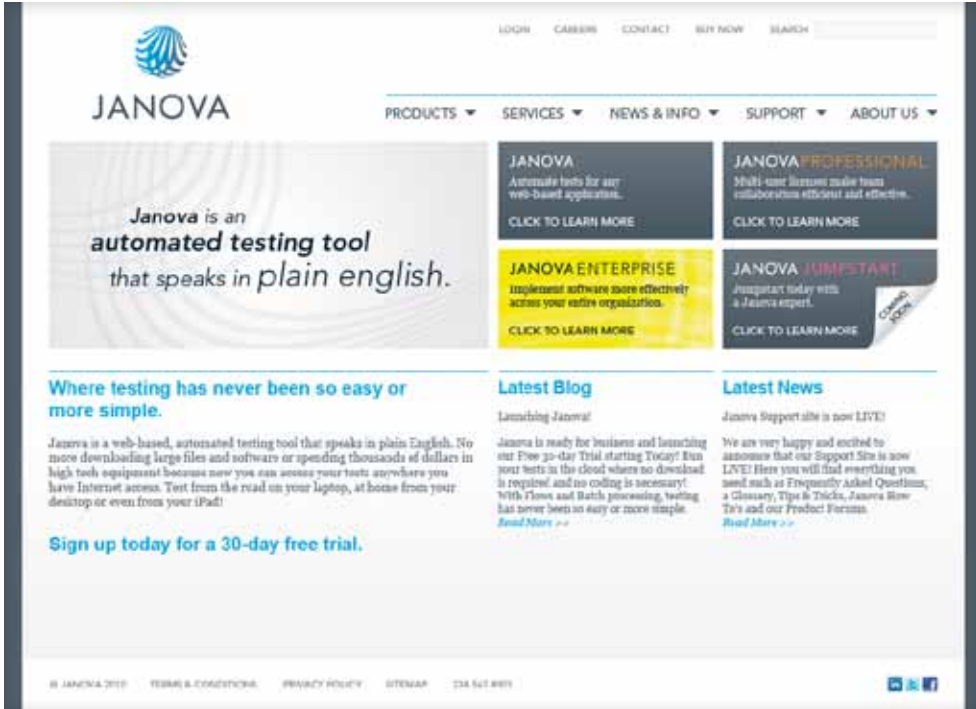 LOGIN CAREERS CONTACT BUY NOW SEARCH
JANOVA
PRODUCTS SERVICES NEWS & INFO SUPPORT ABOUT US
Janova is an
automated testing tool
that speaks in plain english.
JANOVA
Automate tests for any
web-based application.
CLICK TO LEARN MORE
JANOVA PROFESSIONAL
Multi-user licenses make team
collaboration efficient and effective.
CLICK TO LEARN MORE
JANOVA ENTERPRISE
Implement software more effectively
across your entire organization.
CLICK TO LEARN MORE
JANOVA JUMPSTART
Jumpstart today with
a Janova expert.
CLICK TO LEARN MORE
COMING
SOON
Where testing has never been so easy or
more simple.
Janova is a web-based, automated testing tool that speaks in plain English. No
more downloading large files and software or spending thousands of dollars in
high tech equipment because now you can access your tests anywhere you
have Internet access. Test from the road on your laptop, at home from your
desktop or even from your iPad!
Sign up today for a 30-day free trial.
Latest Blog
Launching Janova!
Janova is ready for business and launching
our Free 30-day Trial starting Today! Run
your tests in the cloud where no download
is required and no coding is necessary!
With Flows and Batch processing, testing
has never been so easy or more simple.
Read More >>
Latest News
Janova Support site is now LIVE!
We are very happy and excited to
announce that our Support Site is now
LIVE! Here you will find everything you
need such as Frequently Asked Questions,
a Glossary, Tips & Tricks, Janova How
To's and our Product Forums.
Read More >>
© JANOVA 2010 TERMS & CONDITIONS PRIVACY POLICY SITEMAP